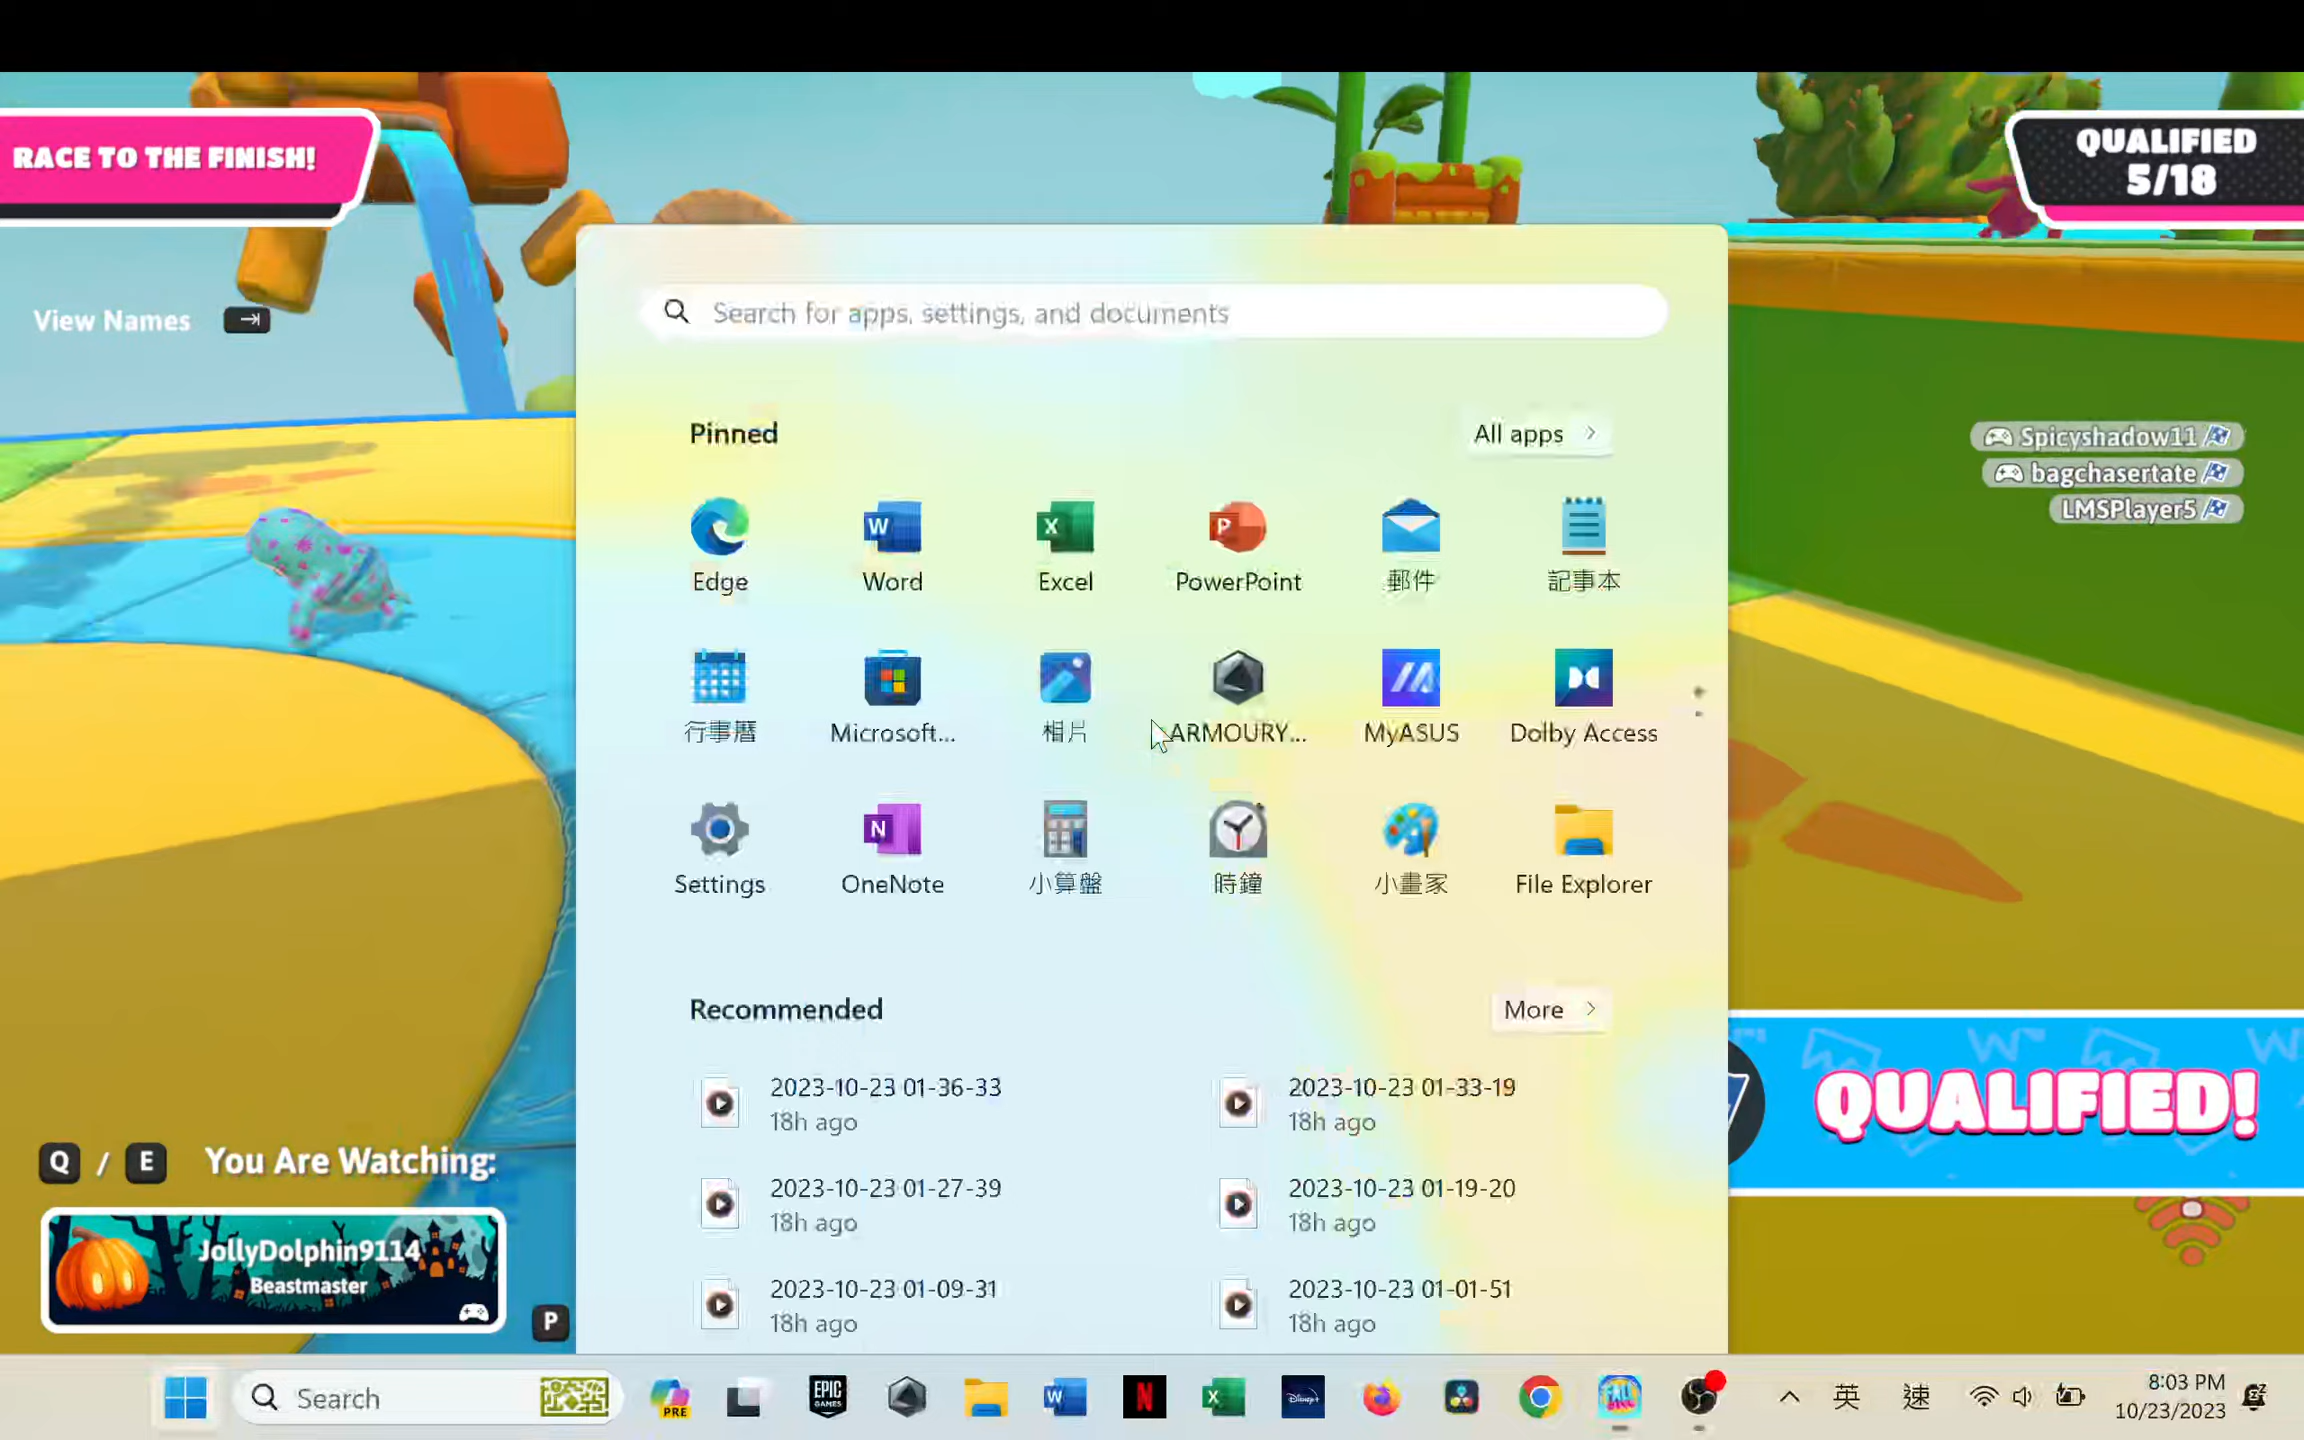 RACE TO THE FINISH!
QUALIFIED
5/18
View Names
Search for apps, settings, and documents
Pinned
All apps
Spicyshadow11
bagchasertate
LMSPlayer5
Edge
Word
Excel
PowerPoint
郵件
記事本
行事曆
Microsoft...
相片
ARMOURY...
MyASUS
Dolby Access
Settings
OneNote
小算盤
時鐘
小畫家
File Explorer
Recommended
More
2023-10-23 01-36-33
18h ago
2023-10-23 01-33-19
18h ago
2023-10-23 01-27-39
18h ago
2023-10-23 01-19-20
18h ago
2023-10-23 01-09-31
18h ago
2023-10-23 01-01-51
18h ago
QUALIFIED!
Q / E You Are Watching:
JollyDolphin9114
Beastmaster
P
Search
PRE
EPIC GAMES
Disney+
FALL GUYS
英
速
8:03 PM
10/23/2023